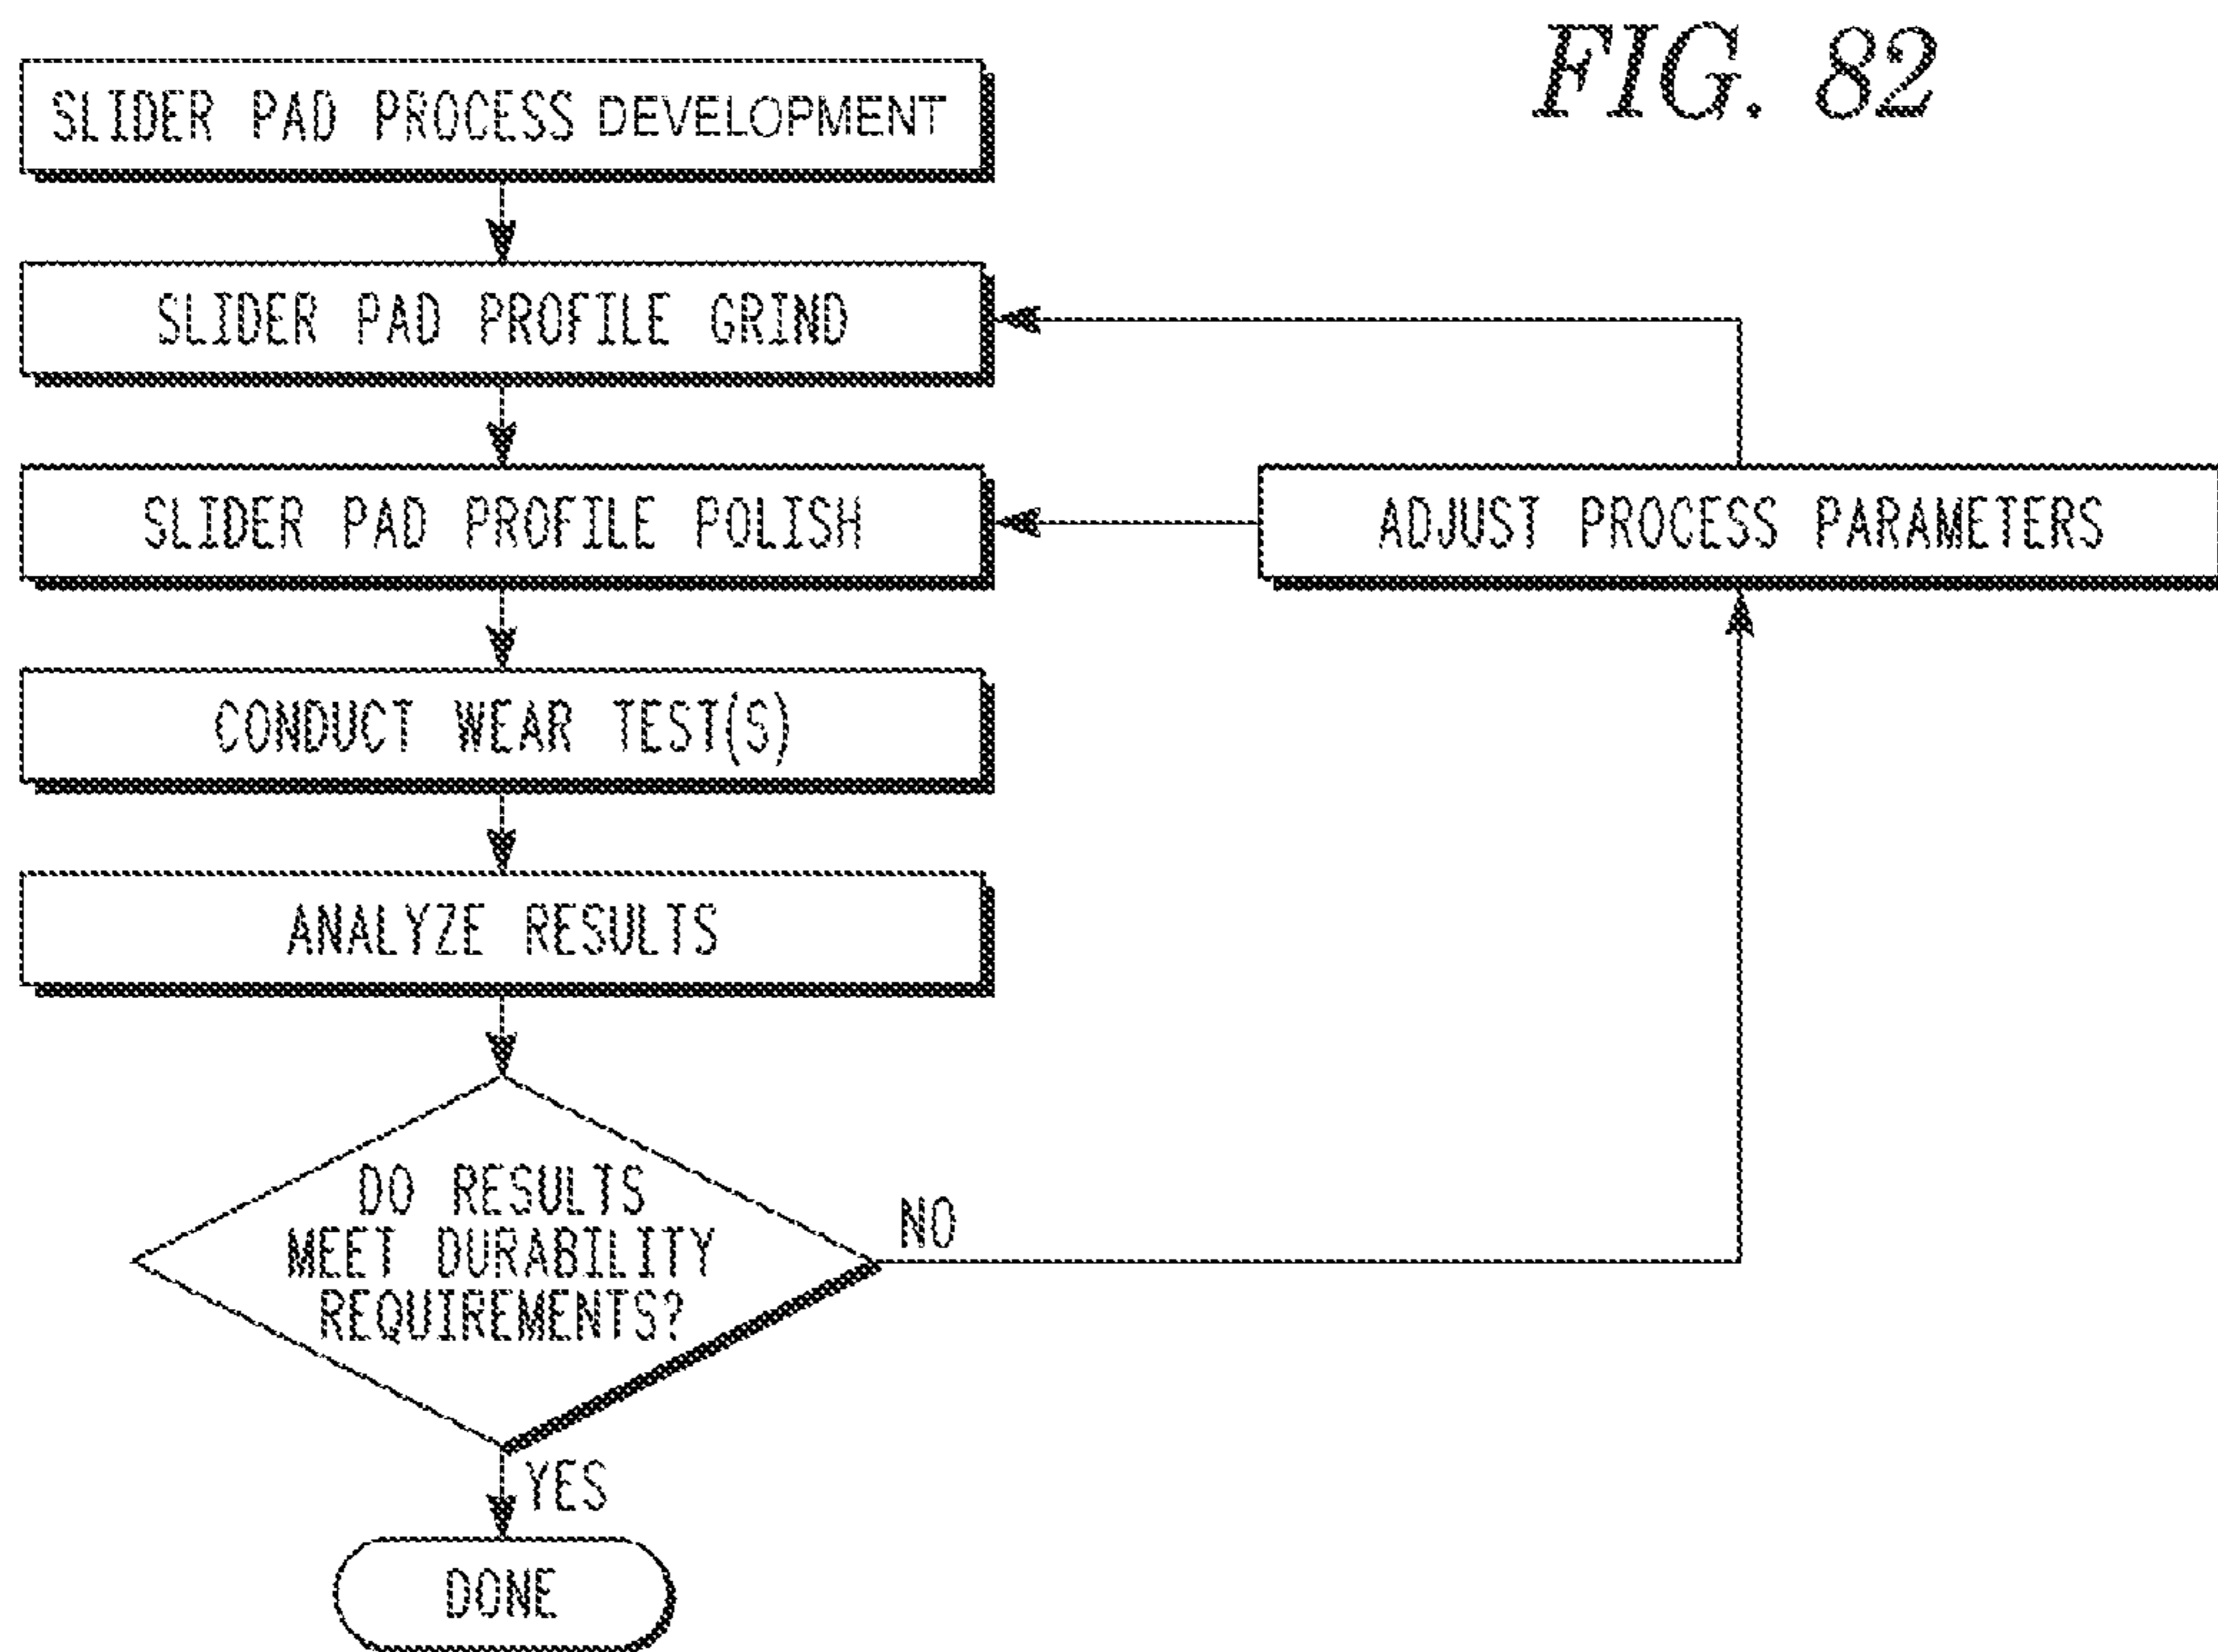 FIG. 82
SLIDER PAD PROCESS DEVELOPMENT
SLIDER PAD PROFILE GRIND
SLIDER PAD PROFILE POLISH
ADJUST PROCESS PARAMETERS
CONDUCT WEAR TEST(S)
ANALYZE RESULTS
DO RESULTS
MEET DURABILITY
REQUIREMENTS?
NO
YES
DONE